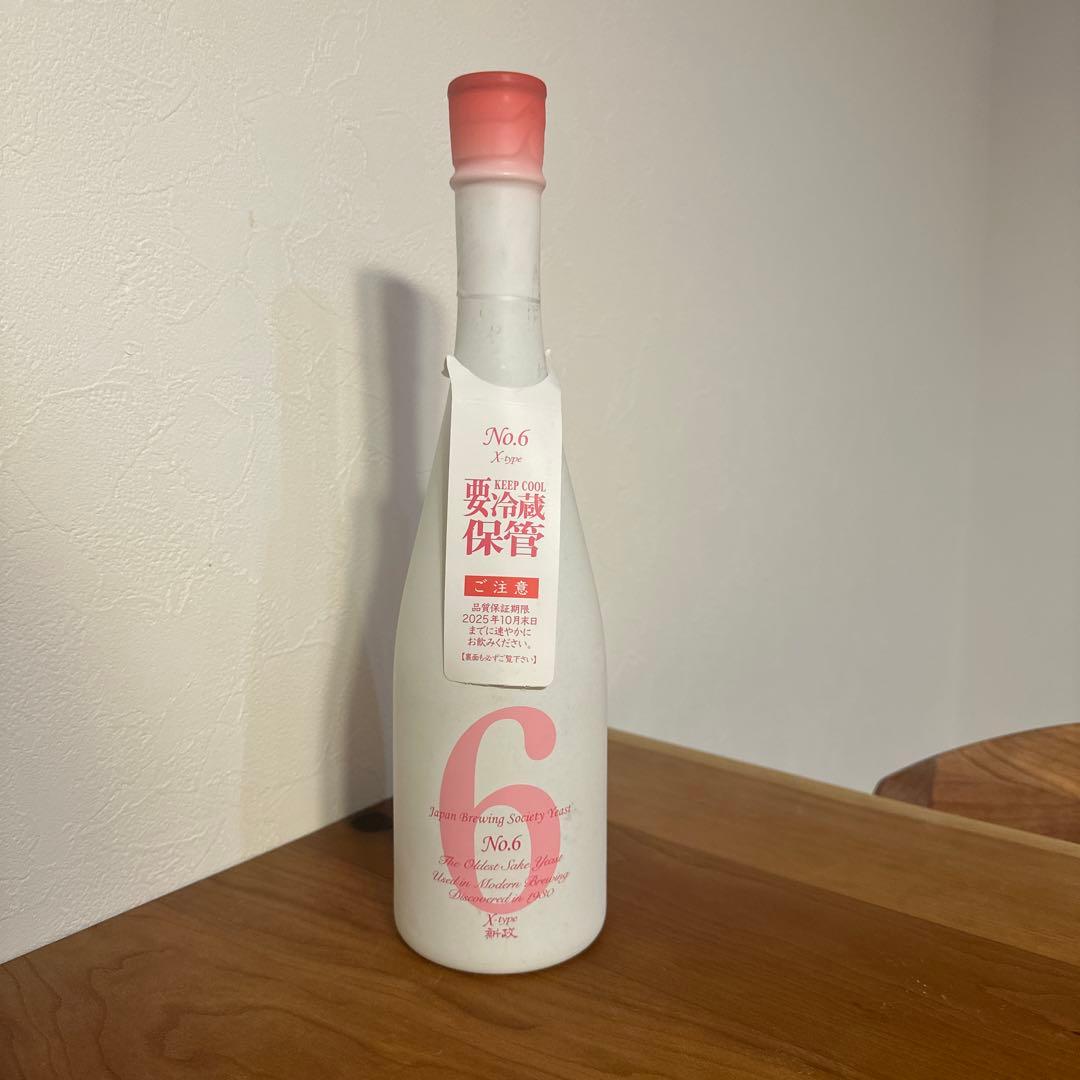 No.6
X-type
KEEP COOL
要冷蔵
保管
ご注意
品質保証期限
2025年10月末日
までに速やかに
お飲みください。
【裏面も必ずご覧下さい】
6
Japan Brewing Society Yeast
No.6
The Oldest Sake Yeast
Used in Modern Brewing
Discovered in 1930
X-type
新政